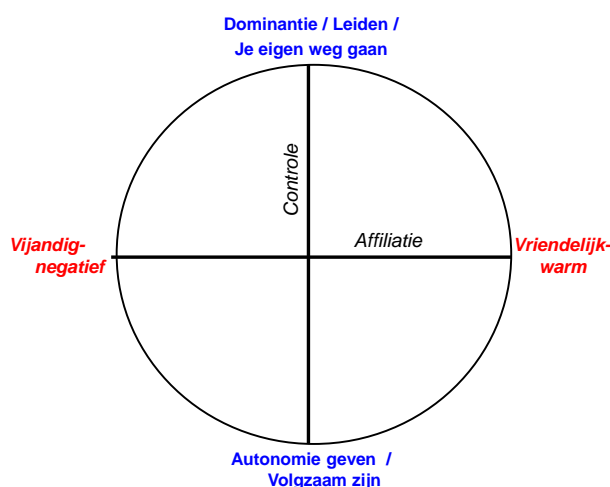 Dominantie / Leiden /
Je eigen weg gaan
Controle
Affiliatie
Vijandig-
negatief
Vriendelijk-
warm
Autonomie geven /
Volgzaam zijn